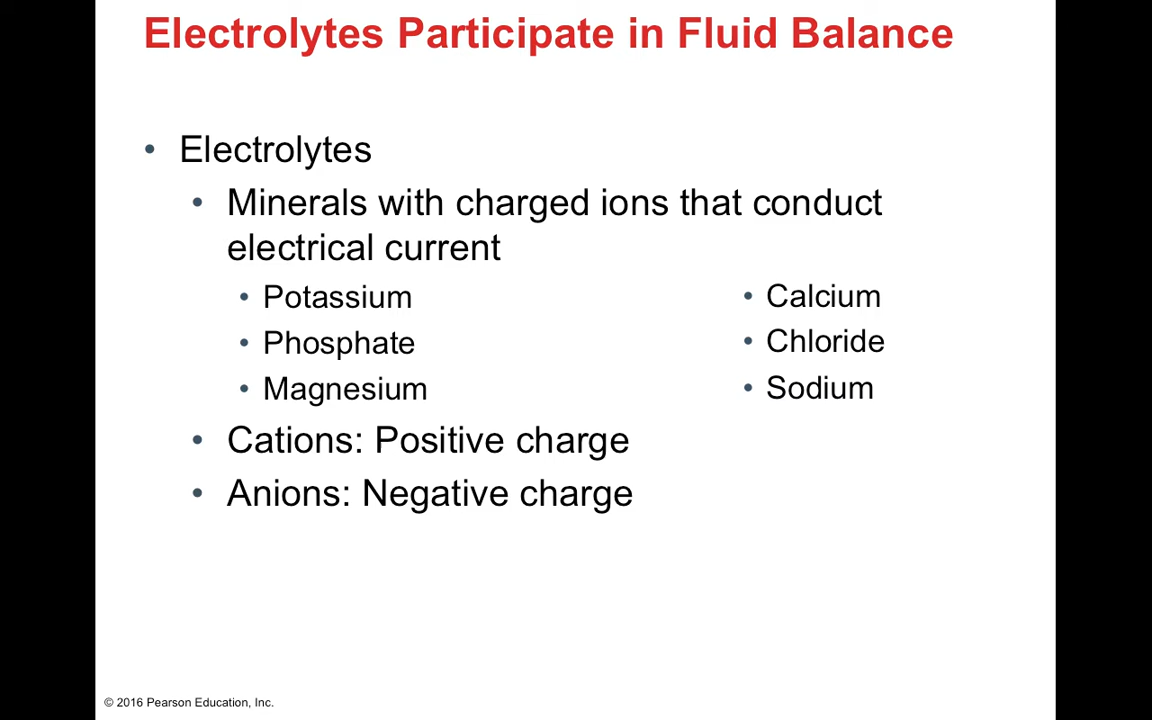 Electrolytes Participate in Fluid Balance
• Electrolytes
• Minerals with charged ions that conduct
electrical current
• Potassium
• Phosphate
• Magnesium
• Calcium
• Chloride
• Sodium
• Cations: Positive charge
• Anions: Negative charge
© 2016 Pearson Education, Inc.